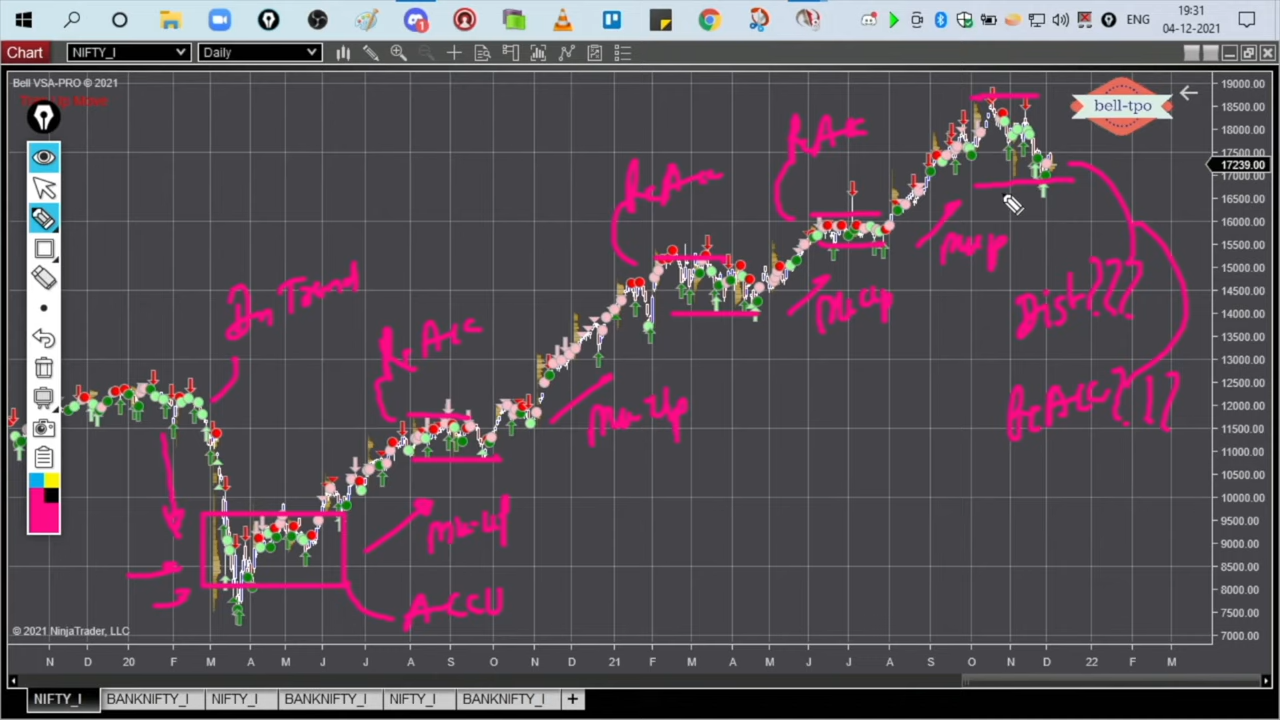 19:31
ENG
04-12-2021
Chart
NIFTY_I
Daily
Bell VSA-PRO © 2021
bell-tpo
19000.00
18500.00
18000.00
17500.00
17239.00
17000.00
16500.00
16000.00
15500.00
15000.00
14500.00
14000.00
13500.00
13000.00
12500.00
12000.00
11500.00
11000.00
10500.00
10000.00
9500.00
9000.00
8500.00
8000.00
7500.00
7000.00
ReAcc
ReAcc
Dn Trend
ReAcc
Mk-Up
Mk-Up
Mk-Up
MkUp
Dist???
ReAcc?!?
ACCU
© 2021 NinjaTrader, LLC
N D 20 F M A M J J A S O N D 21 F M A M J J A S O N D 22 F M
NIFTY_I BANKNIFTY_I NIFTY_I BANKNIFTY_I NIFTY_I BANKNIFTY_I +